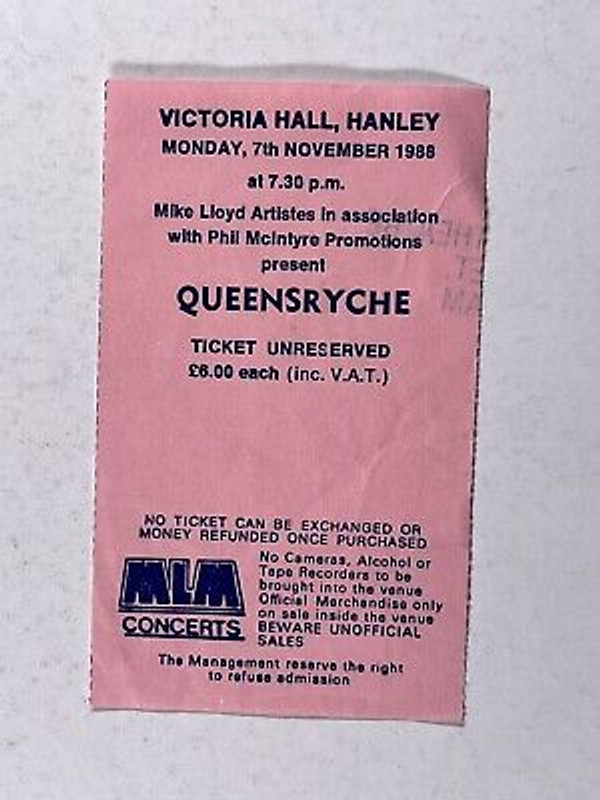 VICTORIA HALL, HANLEY
MONDAY, 7th NOVEMBER 1988
at 7.30 p.m.
Mike Lloyd Artistes in association
with Phil McIntyre Promotions
present
QUEENSRYCHE
TICKET UNRESERVED
£6.00 each (inc. V.A.T.)
NO TICKET CAN BE EXCHANGED OR
MONEY REFUNDED ONCE PURCHASED
MLM
CONCERTS
No Cameras, Alcohol or
Tape Recorders to be
brought into the venue
Official Merchandise only
on sale inside the venue
BEWARE UNOFFICIAL
SALES
The Management reserve the right
to refuse admission